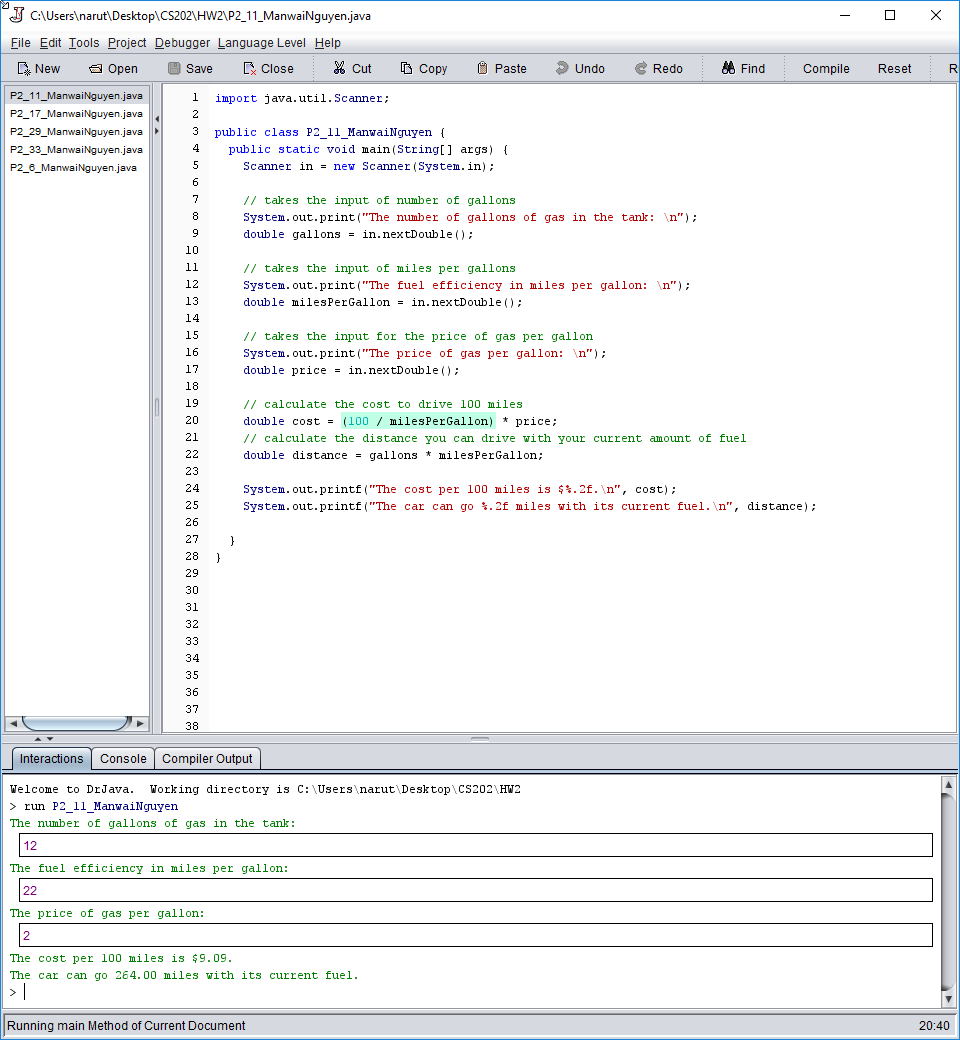 C:\Users\narut\Desktop\CS202\HW2\P2_11_ManwaiNguyen.java
File Edit Tools Project Debugger Language Level Help
New Open Save Close Cut Copy Paste Undo Redo Find Compile Reset R
P2_11_ManwaiNguyen.java
P2_17_ManwaiNguyen.java
P2_29_ManwaiNguyen.java
P2_33_ManwaiNguyen.java
P2_6_ManwaiNguyen.java
1 import java.util.Scanner;
2
3 public class P2_11_ManwaiNguyen {
4 public static void main(String[] args) {
5 Scanner in = new Scanner(System.in);
6
7 // takes the input of number of gallons
8 System.out.print("The number of gallons of gas in the tank: \n");
9 double gallons = in.nextDouble();
10
11 // takes the input of miles per gallons
12 System.out.print("The fuel efficiency in miles per gallon: \n");
13 double milesPerGallon = in.nextDouble();
14
15 // takes the input for the price of gas per gallon
16 System.out.print("The price of gas per gallon: \n");
17 double price = in.nextDouble();
18
19 // calculate the cost to drive 100 miles
20 double cost = (100 / milesPerGallon) * price;
21 // calculate the distance you can drive with your current amount of fuel
22 double distance = gallons * milesPerGallon;
23
24 System.out.printf("The cost per 100 miles is $%.2f.\n", cost);
25 System.out.printf("The car can go %.2f miles with its current fuel.\n", distance);
26
27 }
28 }
29
30
31
32
33
34
35
36
37
38
Interactions Console Compiler Output
Welcome to DrJava.  Working directory is C:\Users\narut\Desktop\CS202\HW2
> run P2_11_ManwaiNguyen
The number of gallons of gas in the tank:
12
The fuel efficiency in miles per gallon:
22
The price of gas per gallon:
2
The cost per 100 miles is $9.09.
The car can go 264.00 miles with its current fuel.
>
Running main Method of Current Document 20:40